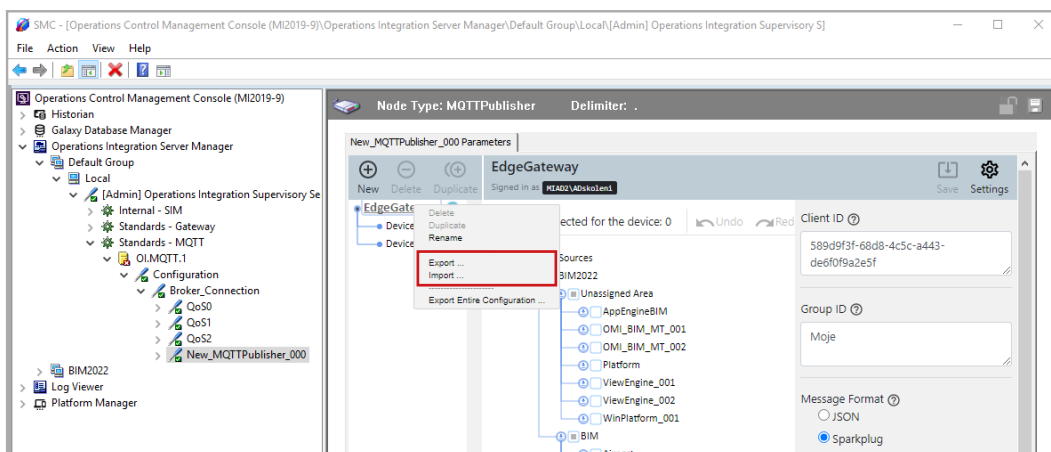 SMC - [Operations Control Management Console (MI2019-9)\Operations Integration Server Manager\Default Group\Local\[Admin] Operations Integration Supervisory S]
File Action View Help
Operations Control Management Console (MI2019-9)
Historian
Galaxy Database Manager
Operations Integration Server Manager
Default Group
Local
[Admin] Operations Integration Supervisory Se
Internal - SIM
Standards - Gateway
Standards - MQTT
OI.MQTT.1
Configuration
Broker_Connection
QoS0
QoS1
QoS2
New_MQTTPublisher_000
BIM2022
Log Viewer
Platform Manager
Node Type: MQTTPublisher Delimiter: .
New_MQTTPublisher_000 Parameters
New Delete Duplicate
EdgeGateway
Signed in as MIAD2\ADskoleni
Save Settings
EdgeGate
Device
Device
Delete
Duplicate
Rename
Export ...
Import ...
--------------------
Export Entire Configuration ...
ected for the device: 0 Undo Red
Sources
BIM2022
Unassigned Area
AppEngineBIM
OMI_BIM_MT_001
OMI_BIM_MT_002
Platform
ViewEngine_001
ViewEngine_002
WinPlatform_001
BIM
Client ID
589d9f3f-68d8-4c5c-a443-
de6f0f9a2e5f
Group ID
Moje
Message Format
JSON
Sparkplug